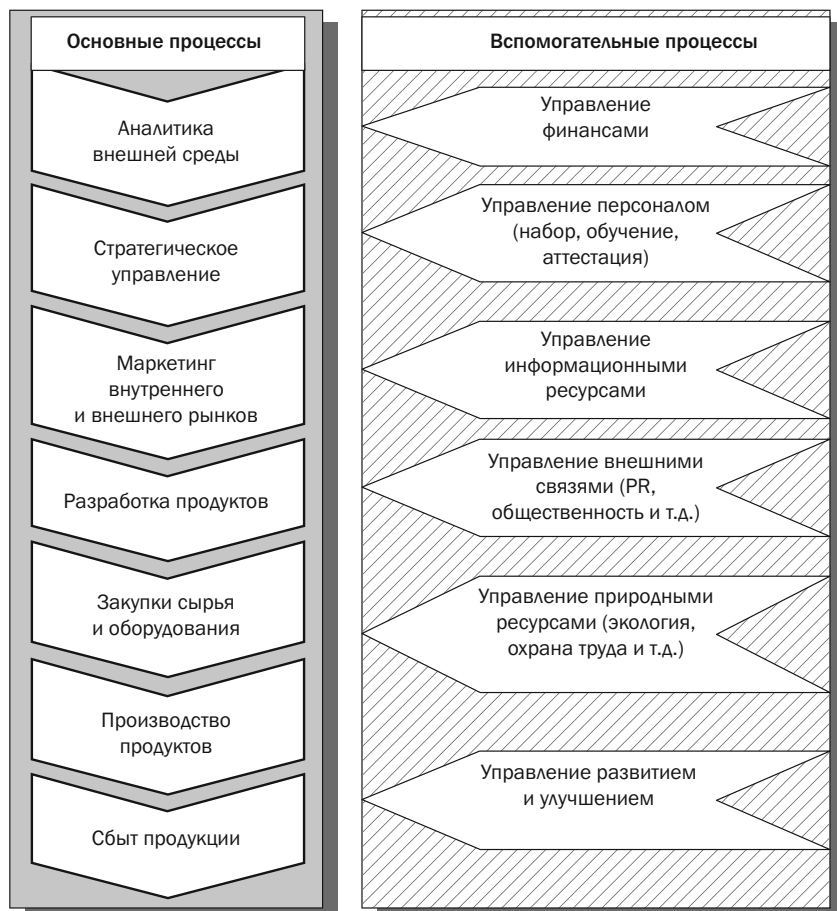 Основные процессы
Аналитика
внешней среды
Стратегическое
управление
Маркетинг
внутреннего
и внешнего рынков
Разработка продуктов
Закупки сырья
и оборудования
Производство
продуктов
Сбыт продукции
Вспомогательные процессы
Управление
финансами
Управление персоналом
(набор, обучение,
аттестация)
Управление
информационными
ресурсами
Управление внешними
связями (PR,
общественность и т.д.)
Управление природными
ресурсами (экология,
охрана труда и т.д.)
Управление развитием
и улучшением